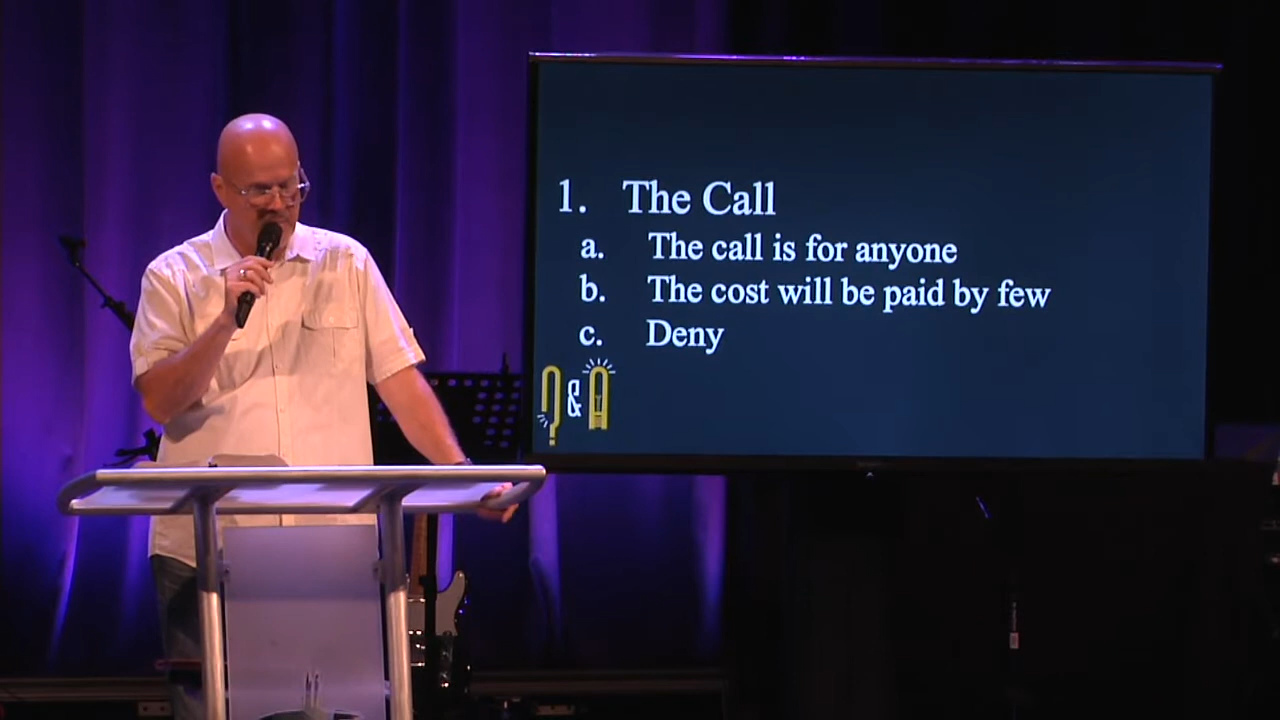 1. The Call
a. The call is for anyone
b. The cost will be paid by few
c. Deny
Q & A